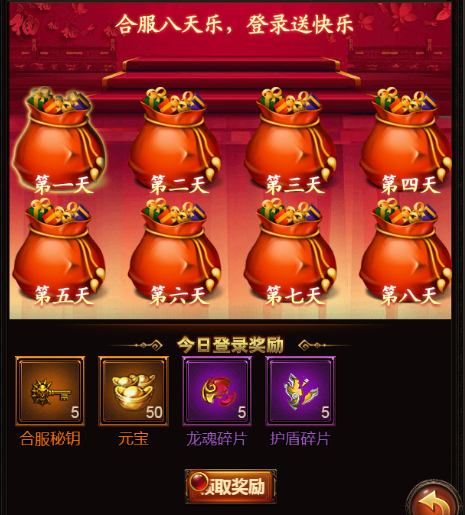 合服八天乐，登录送快乐
第一天 第二天 第三天 第四天
第五天 第六天 第七天 第八天
今日登录奖励
5 50 5 5
合服秘钥 元宝 龙魂碎片 护盾碎片
领取奖励